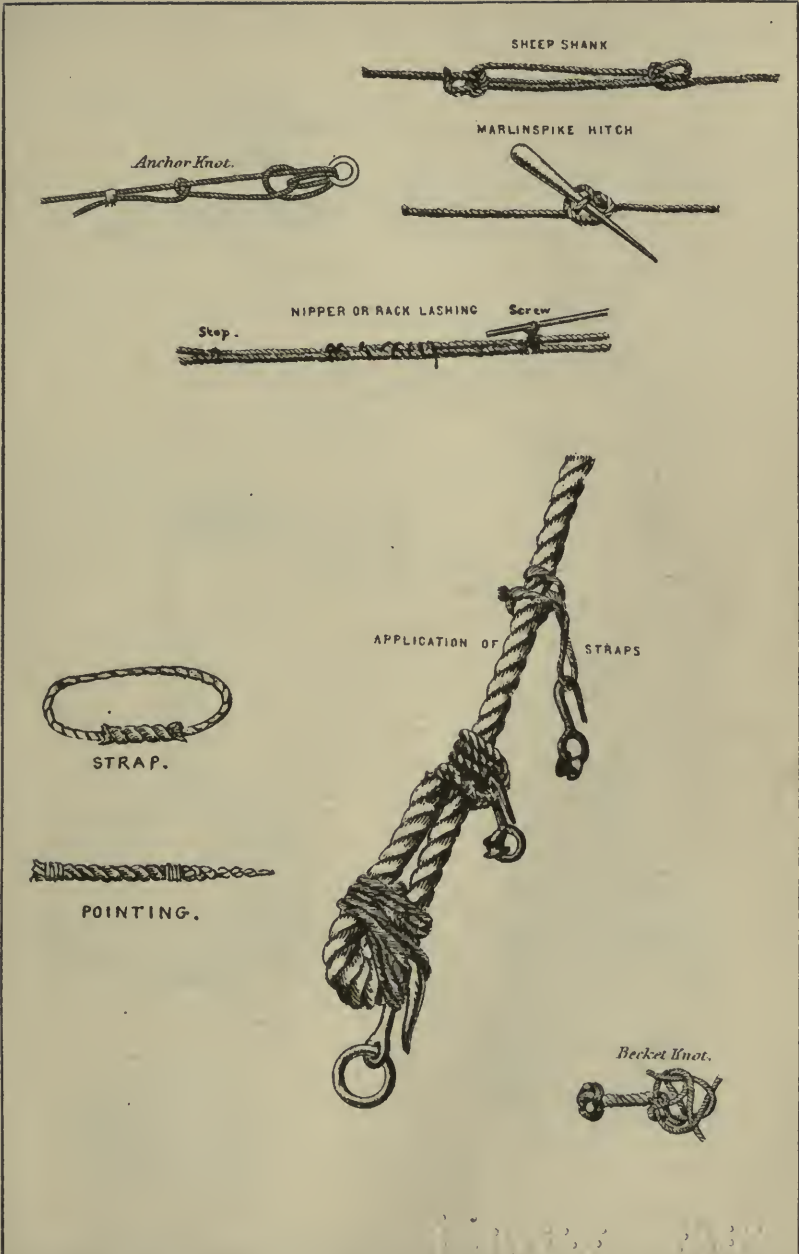 SHEEP SHANK
MARLINSPIKE HITCH
Anchor Knot.
NIPPER OR RACK LASHING
Screw
Stop.
APPLICATION OF STRAPS
STRAP.
POINTING.
Becket Knot.